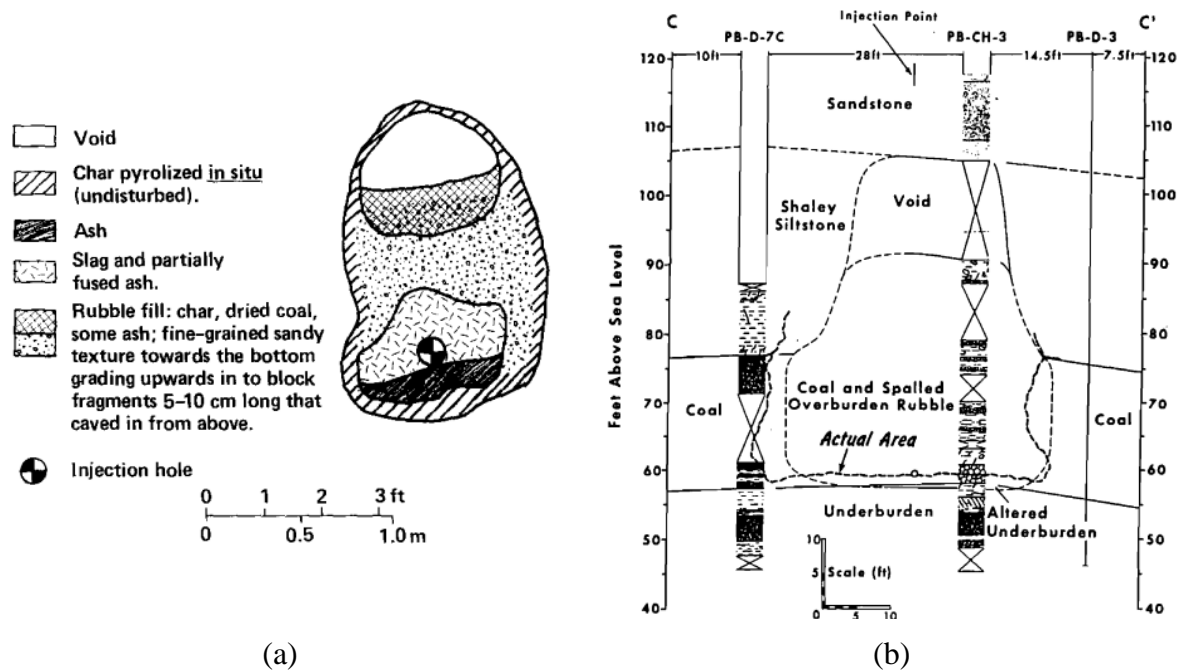 Void
Char pyrolized in situ
(undisturbed).
Ash
Slag and partially
fused ash.
Rubble fill: char, dried coal,
some ash; fine-grained sandy
texture towards the bottom
grading upwards in to block
fragments 5–10 cm long that
caved in from above.
Injection hole
0 1 2 3 ft
0 0.5 1.0 m
(a)
C Injection Point C'
PB-D-7C PB-CH-3 PB-D-3
10ft 28ft 14.5ft 7.5ft
120 120
Sandstone
110 110
100 100
Shaley
Siltstone
Void
90 90
80 80
Feet Above Sea Level
Coal
Coal and Spalled
Overburden Rubble
Coal
70 70
Actual Area
60 60
Underburden
Altered
Underburden
50 50
10
5
0
Scale (ft)
5 10
40 40
(b)